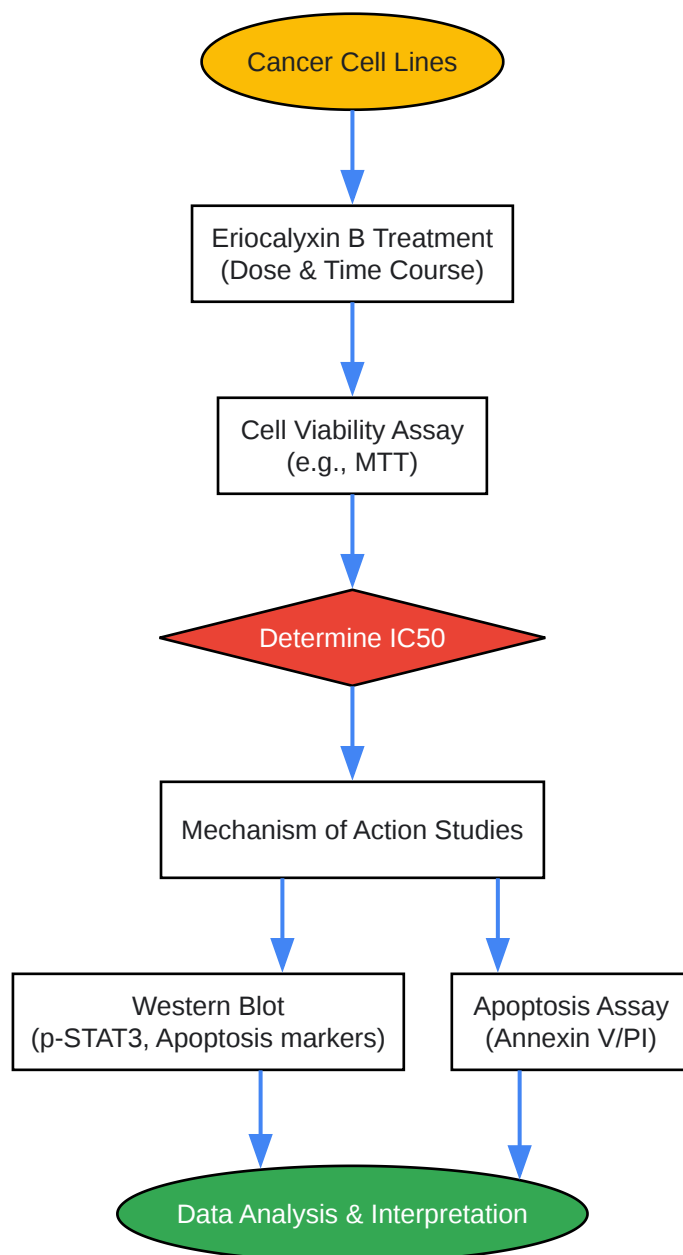 Cancer Cell Lines
Eriocalyxin B Treatment
(Dose & Time Course)
Cell Viability Assay
(e.g., MTT)
Determine IC50
Mechanism of Action Studies
Western Blot
(p-STAT3, Apoptosis markers)
Apoptosis Assay
(Annexin V/PI)
Data Analysis & Interpretation